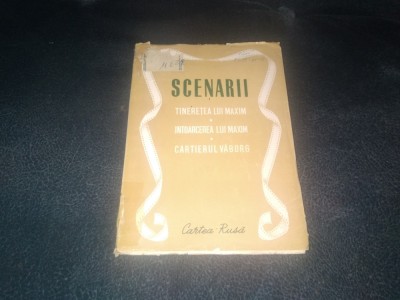 SCENARII
TINEREȚEA LUI MAXIM
ÎNTOARCEREA LUI MAXIM
CARTIERUL VÂBORG
Cartea Rusă